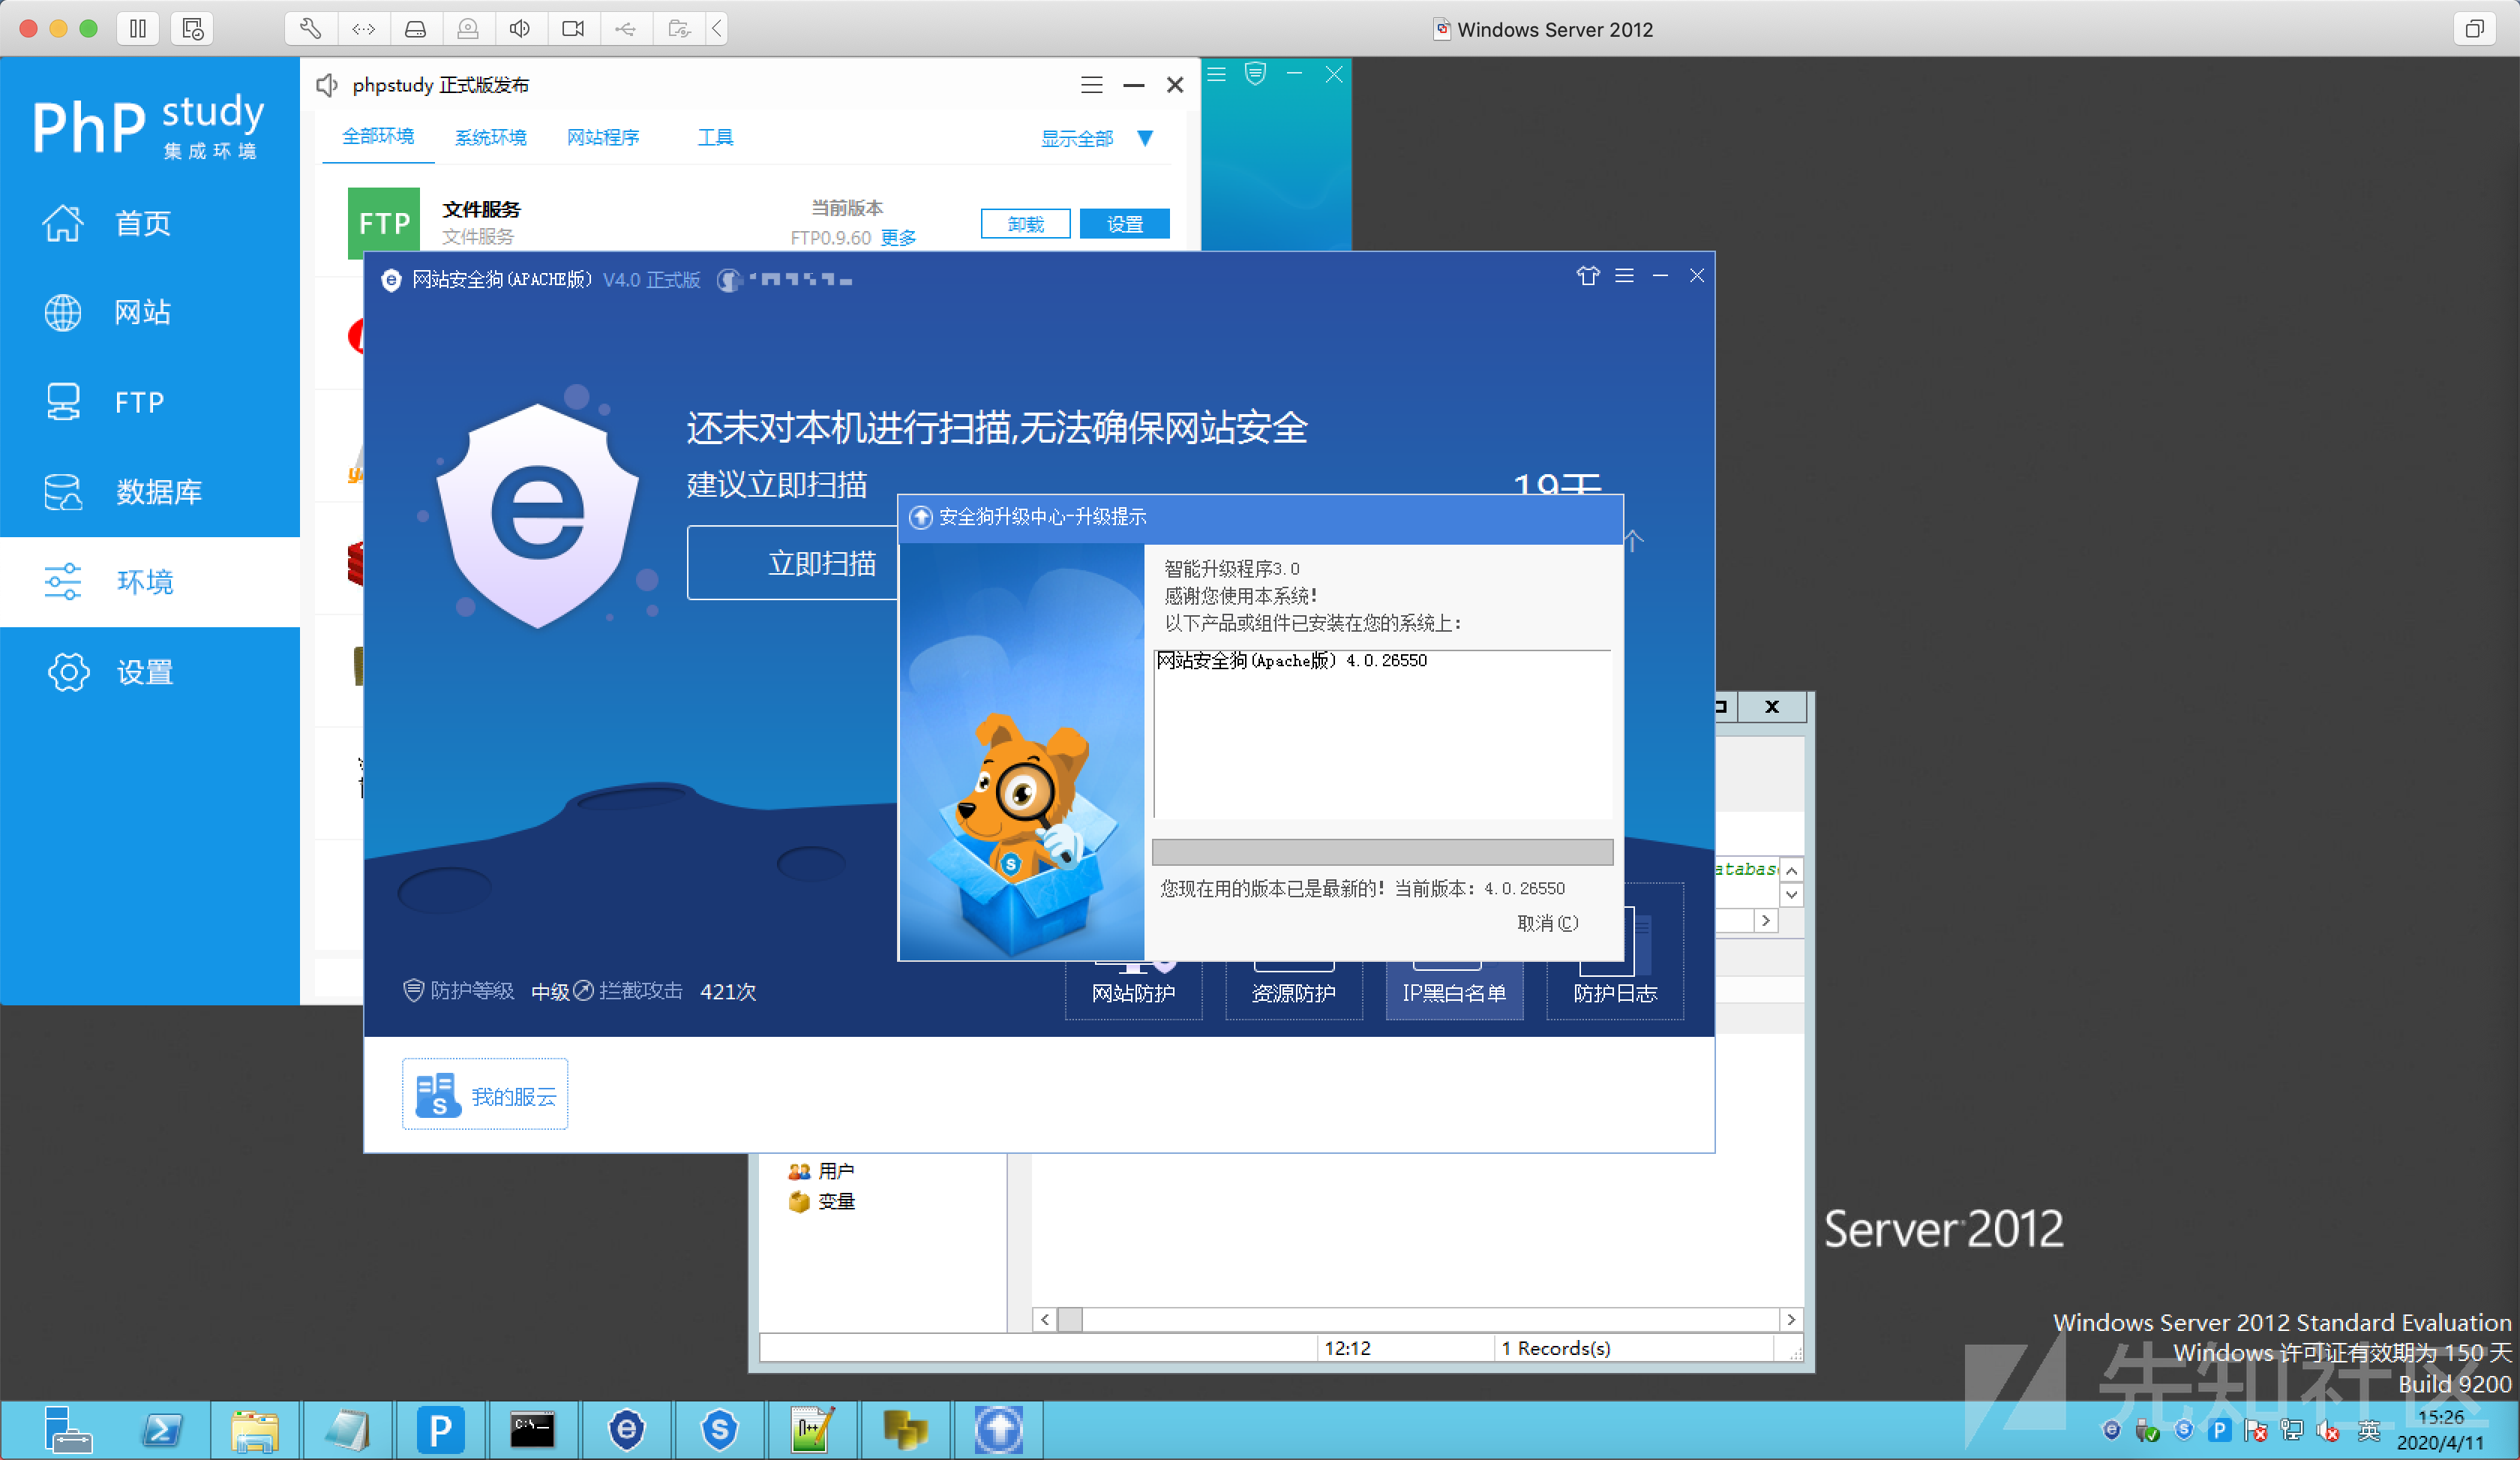 Windows Server 2012
PhP study
集成环境
首页
网站
FTP
数据库
环境
设置
phpstudy 正式版发布
全部环境 系统环境 网站程序 工具 显示全部
FTP
文件服务
文件服务
当前版本
FTP0.9.60 更多
卸载 设置
网站安全狗(APACHE版) V4.0 正式版
还未对本机进行扫描,无法确保网站安全
建议立即扫描
19天
立即扫描
个
安全狗升级中心-升级提示
智能升级程序3.0
感谢您使用本系统!
以下产品或组件已安装在您的系统上:
网站安全狗(Apache版) 4.0.26550
您现在用的版本已是最新的! 当前版本: 4.0.26550
取消(C)
防护等级 中级 拦截攻击 421次
网站防护 资源防护 IP黑白名单 防护日志
我的服云
用户
变量
12:12 1 Records(s)
Server 2012
Windows Server 2012 Standard Evaluation
Windows 许可证有效期为 150 天
Build 9200
先知社区
英
15:26
2020/4/11